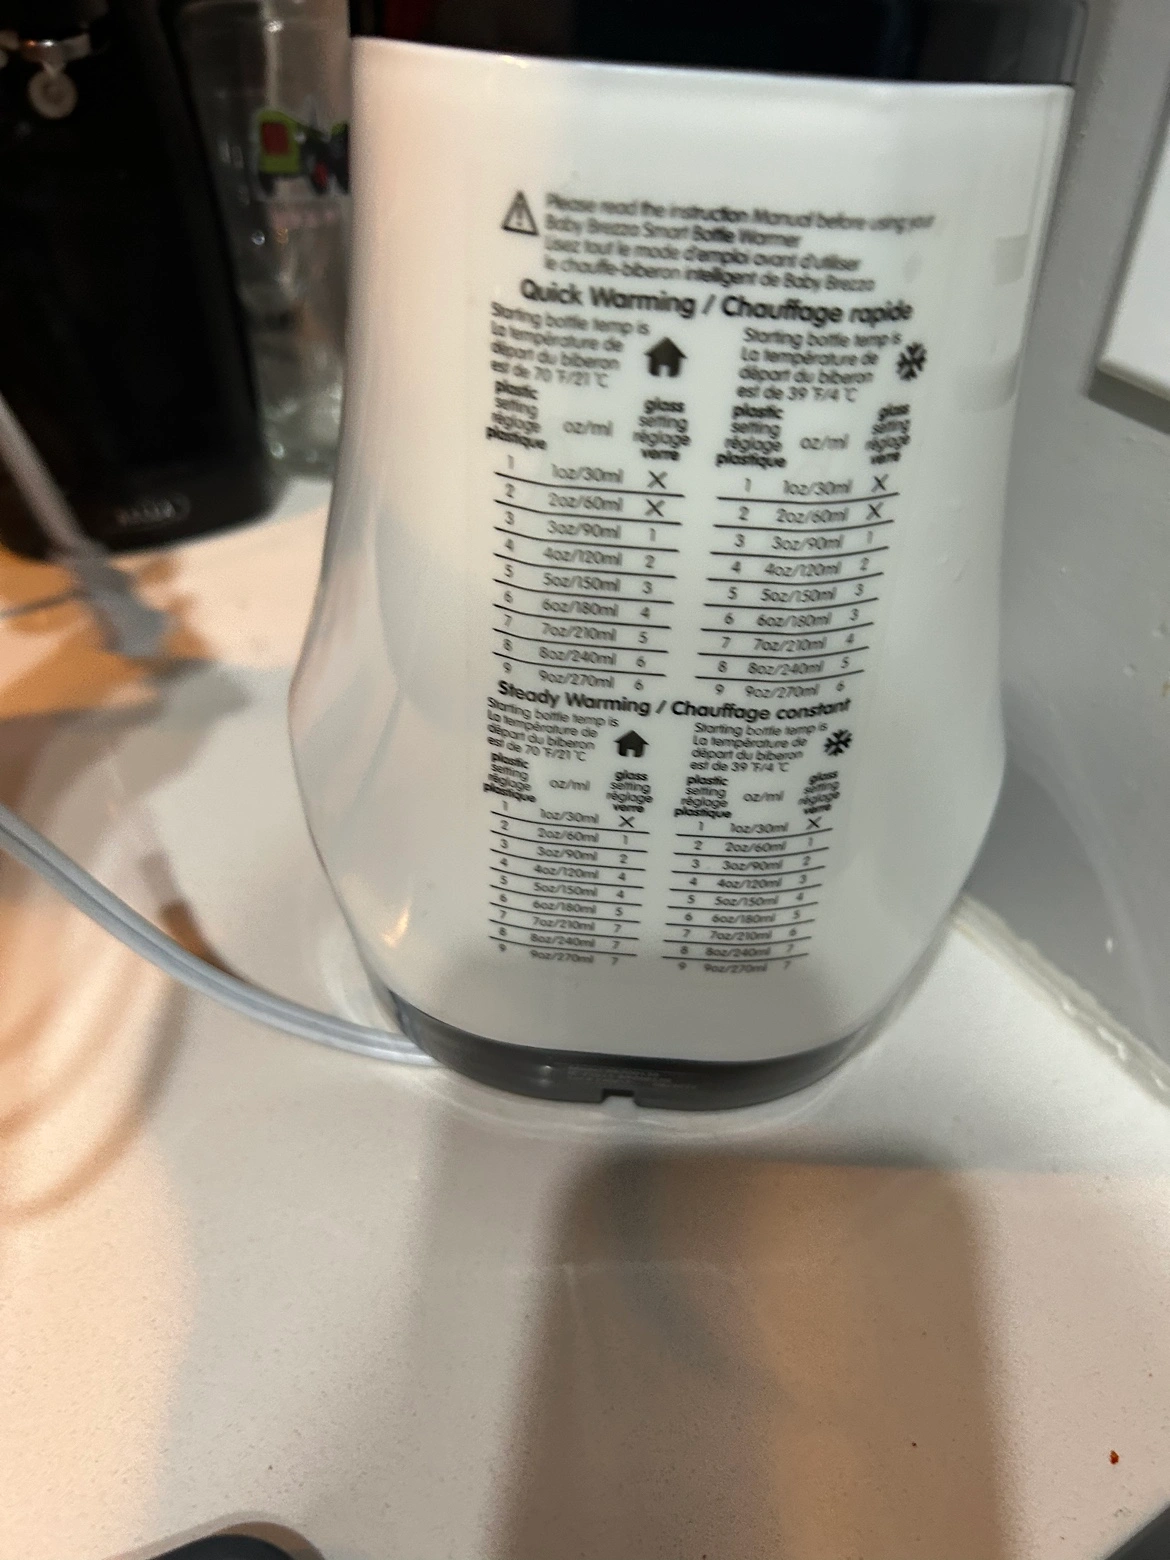 Please read the Instruction Manual before using your
Baby Brezza Smart Bottle Warmer
Lisez tout le mode d'emploi avant d'utiliser
le chauffe-biberon intelligent de Baby Brezza
Quick Warming / Chauffage rapide
Starting bottle temp is
La température de
départ du biberon
est de 70 °F/21 °C
plastic
setting
réglage
plastique
oz/ml
glass
setting
réglage
verre
1 1oz/30ml X
2 2oz/60ml X
3 3oz/90ml 1
4 4oz/120ml 2
5 5oz/150ml 3
6 6oz/180ml 4
7 7oz/210ml 5
8 8oz/240ml 6
9 9oz/270ml 6
Starting bottle temp is
La température de
départ du biberon
est de 39 °F/4 °C
plastic
setting
réglage
plastique
oz/ml
glass
setting
réglage
verre
1 1oz/30ml X
2 2oz/60ml X
3 3oz/90ml 1
4 4oz/120ml 2
5 5oz/150ml 3
6 6oz/180ml 3
7 7oz/210ml 4
8 8oz/240ml 5
9 9oz/270ml 6
Steady Warming / Chauffage constant
Starting bottle temp is
La température de
départ du biberon
est de 70 °F/21 °C
plastic
setting
réglage
plastique
oz/ml
glass
setting
réglage
verre
1 1oz/30ml X
2 2oz/60ml 1
3 3oz/90ml 2
4 4oz/120ml 4
5 5oz/150ml 4
6 6oz/180ml 5
7 7oz/210ml 7
8 8oz/240ml 7
9 9oz/270ml 7
Starting bottle temp is
La température de
départ du biberon
est de 39 °F/4 °C
plastic
setting
réglage
plastique
oz/ml
glass
setting
réglage
verre
1 1oz/30ml X
2 2oz/60ml 1
3 3oz/90ml 2
4 4oz/120ml 3
5 5oz/150ml 4
6 6oz/180ml 5
7 7oz/210ml 6
8 8oz/240ml 7
9 9oz/270ml 7